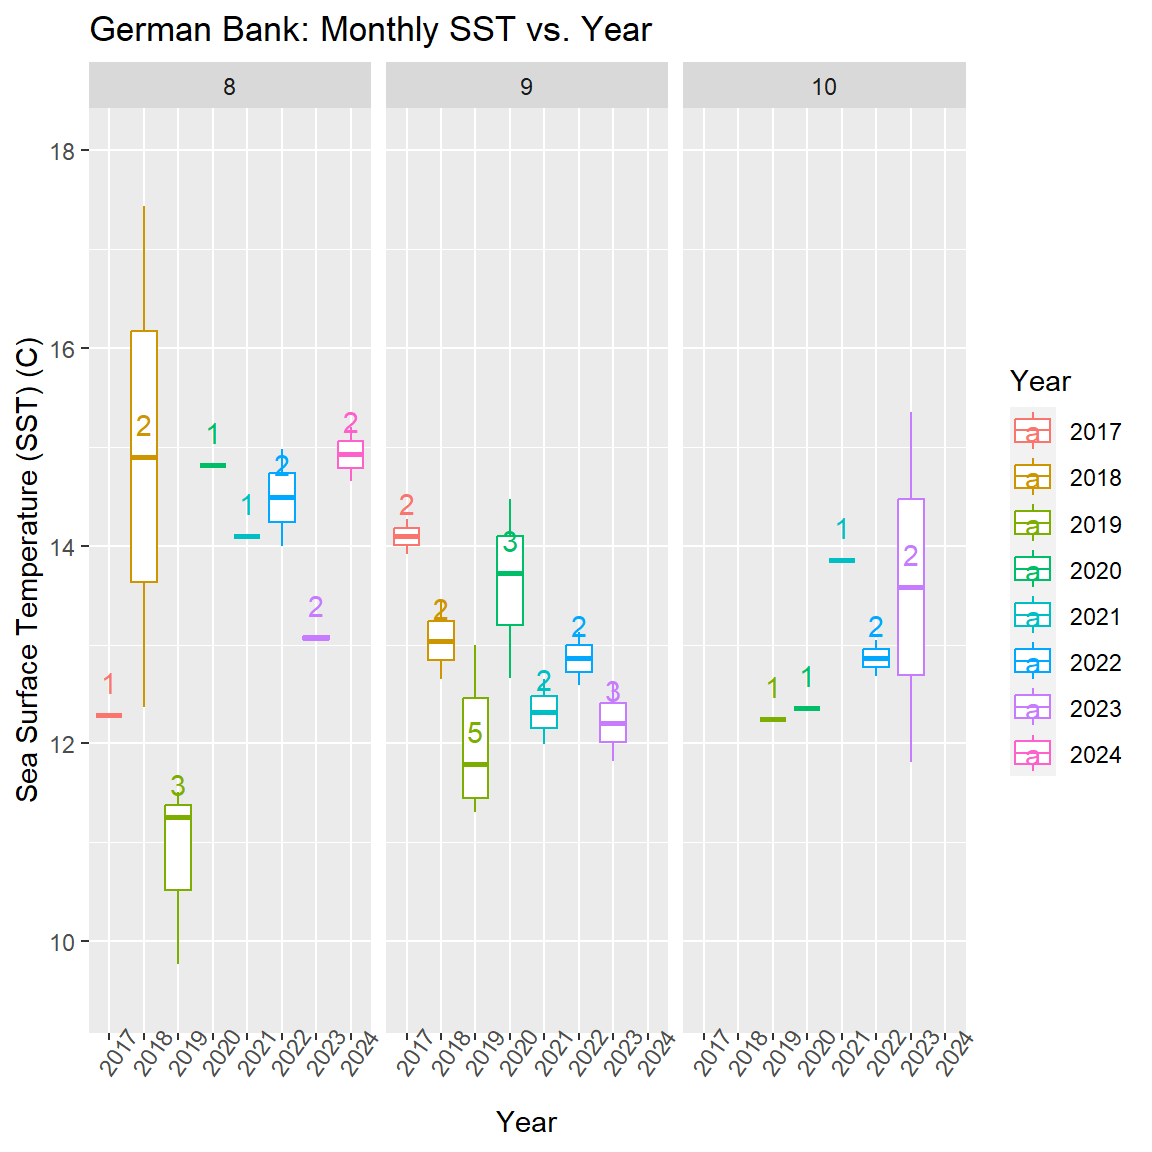 German Bank: Monthly SST vs. Year
8 9 10
18
16
14
12
10
Sea Surface Temperature (SST) (C)
1 2 3 1 1 2 2 2
2 2 5 3 2 2 3
1 1 1 2 2
2017 2018 2019 2020 2021 2022 2023 2024
2017 2018 2019 2020 2021 2022 2023 2024
2017 2018 2019 2020 2021 2022 2023 2024
Year
Year
a 2017
a 2018
a 2019
a 2020
a 2021
a 2022
a 2023
a 2024